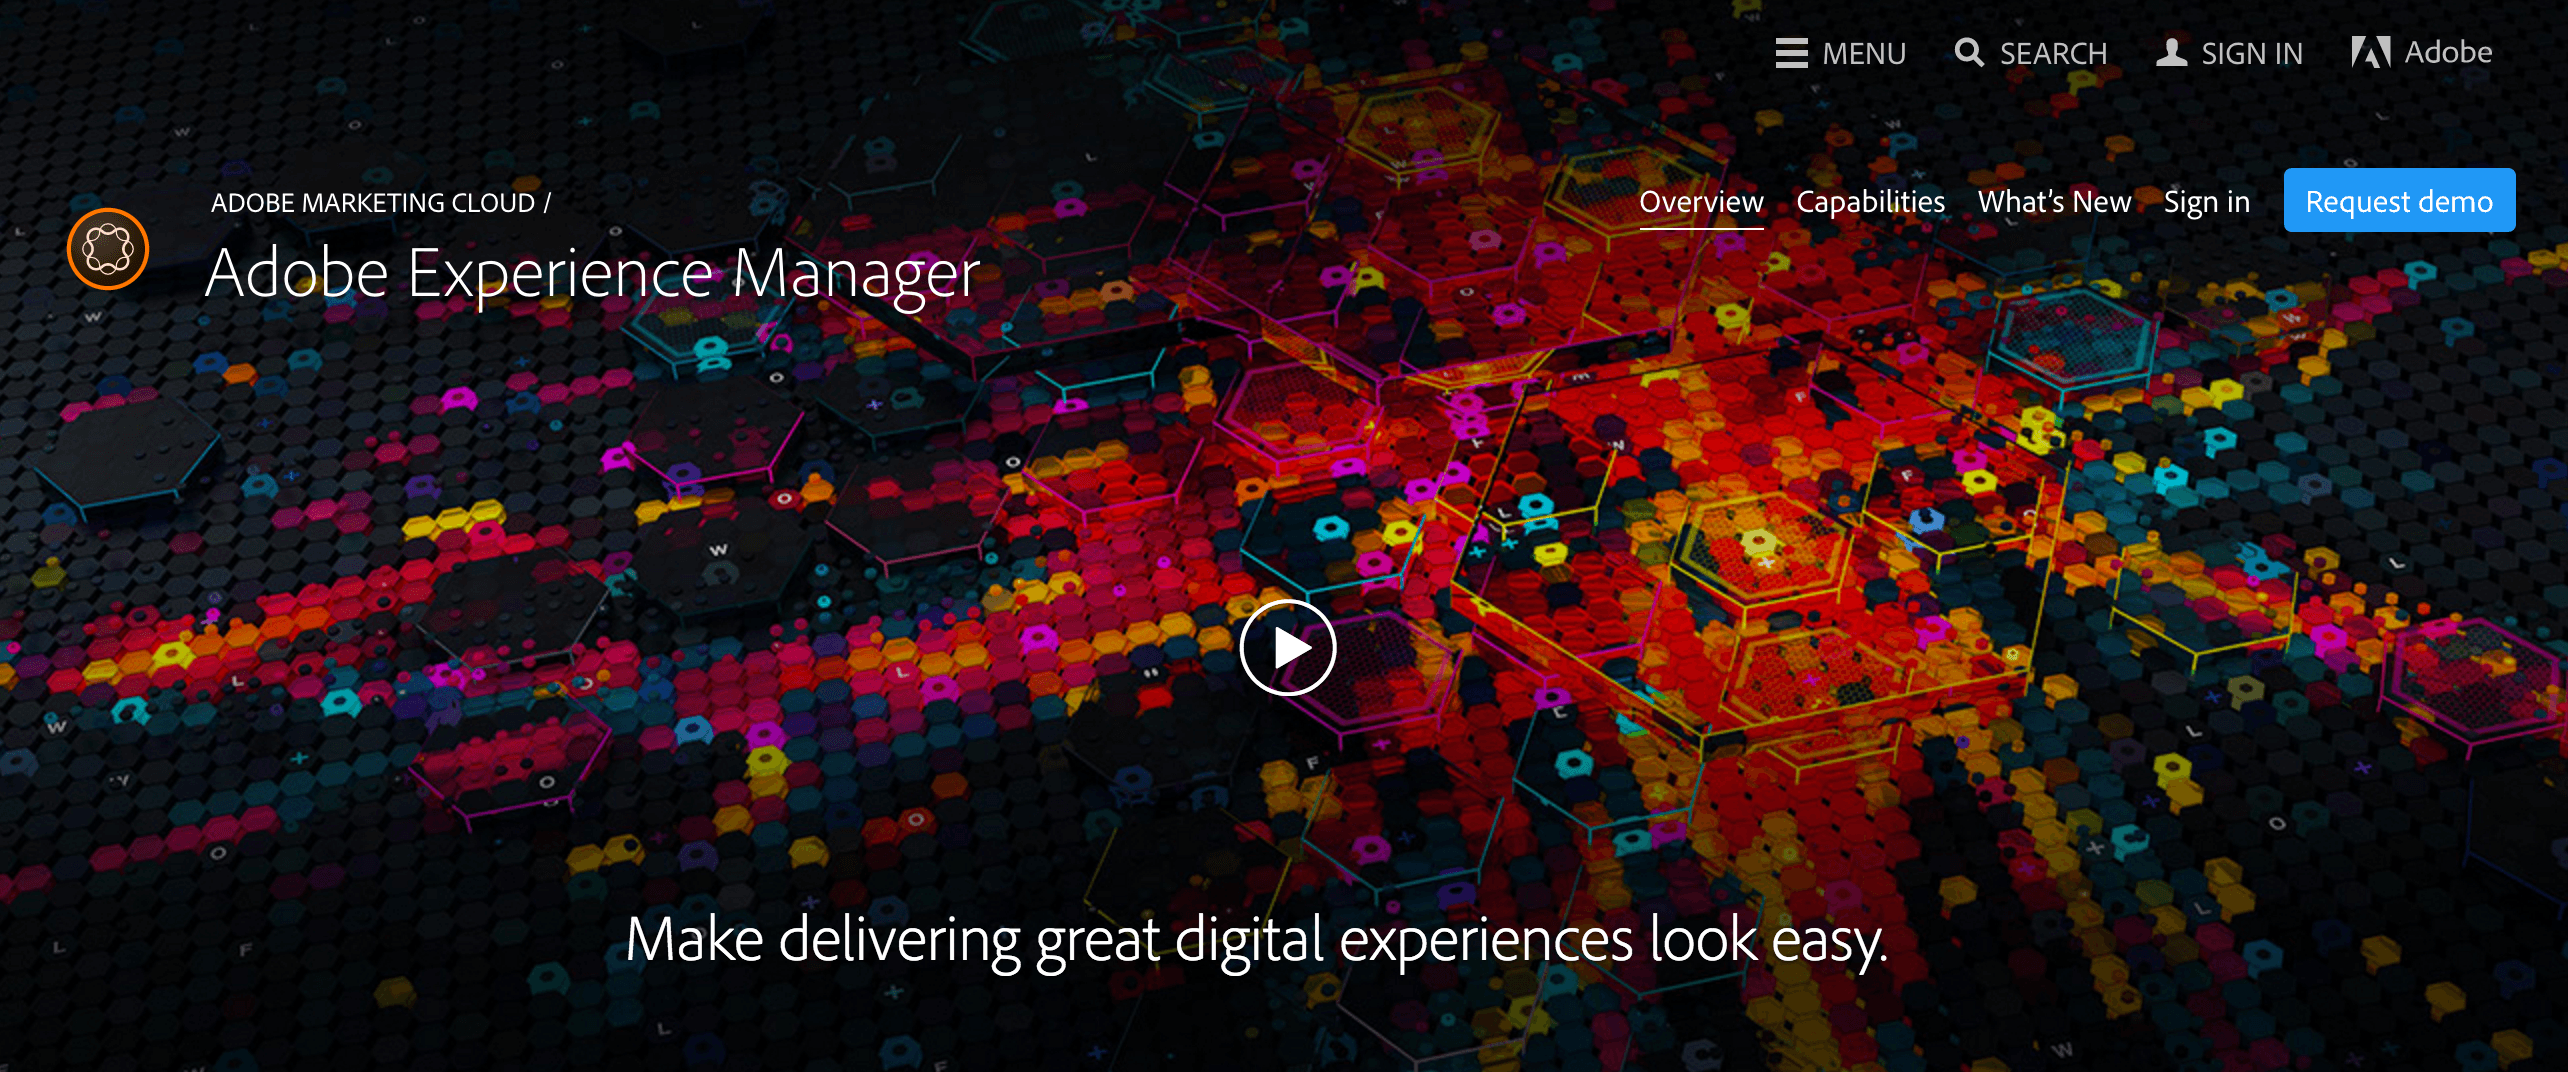 MENU SEARCH SIGN IN Adobe
ADOBE MARKETING CLOUD /
Overview Capabilities What's New Sign in Request demo
Adobe Experience Manager
Make delivering great digital experiences look easy.